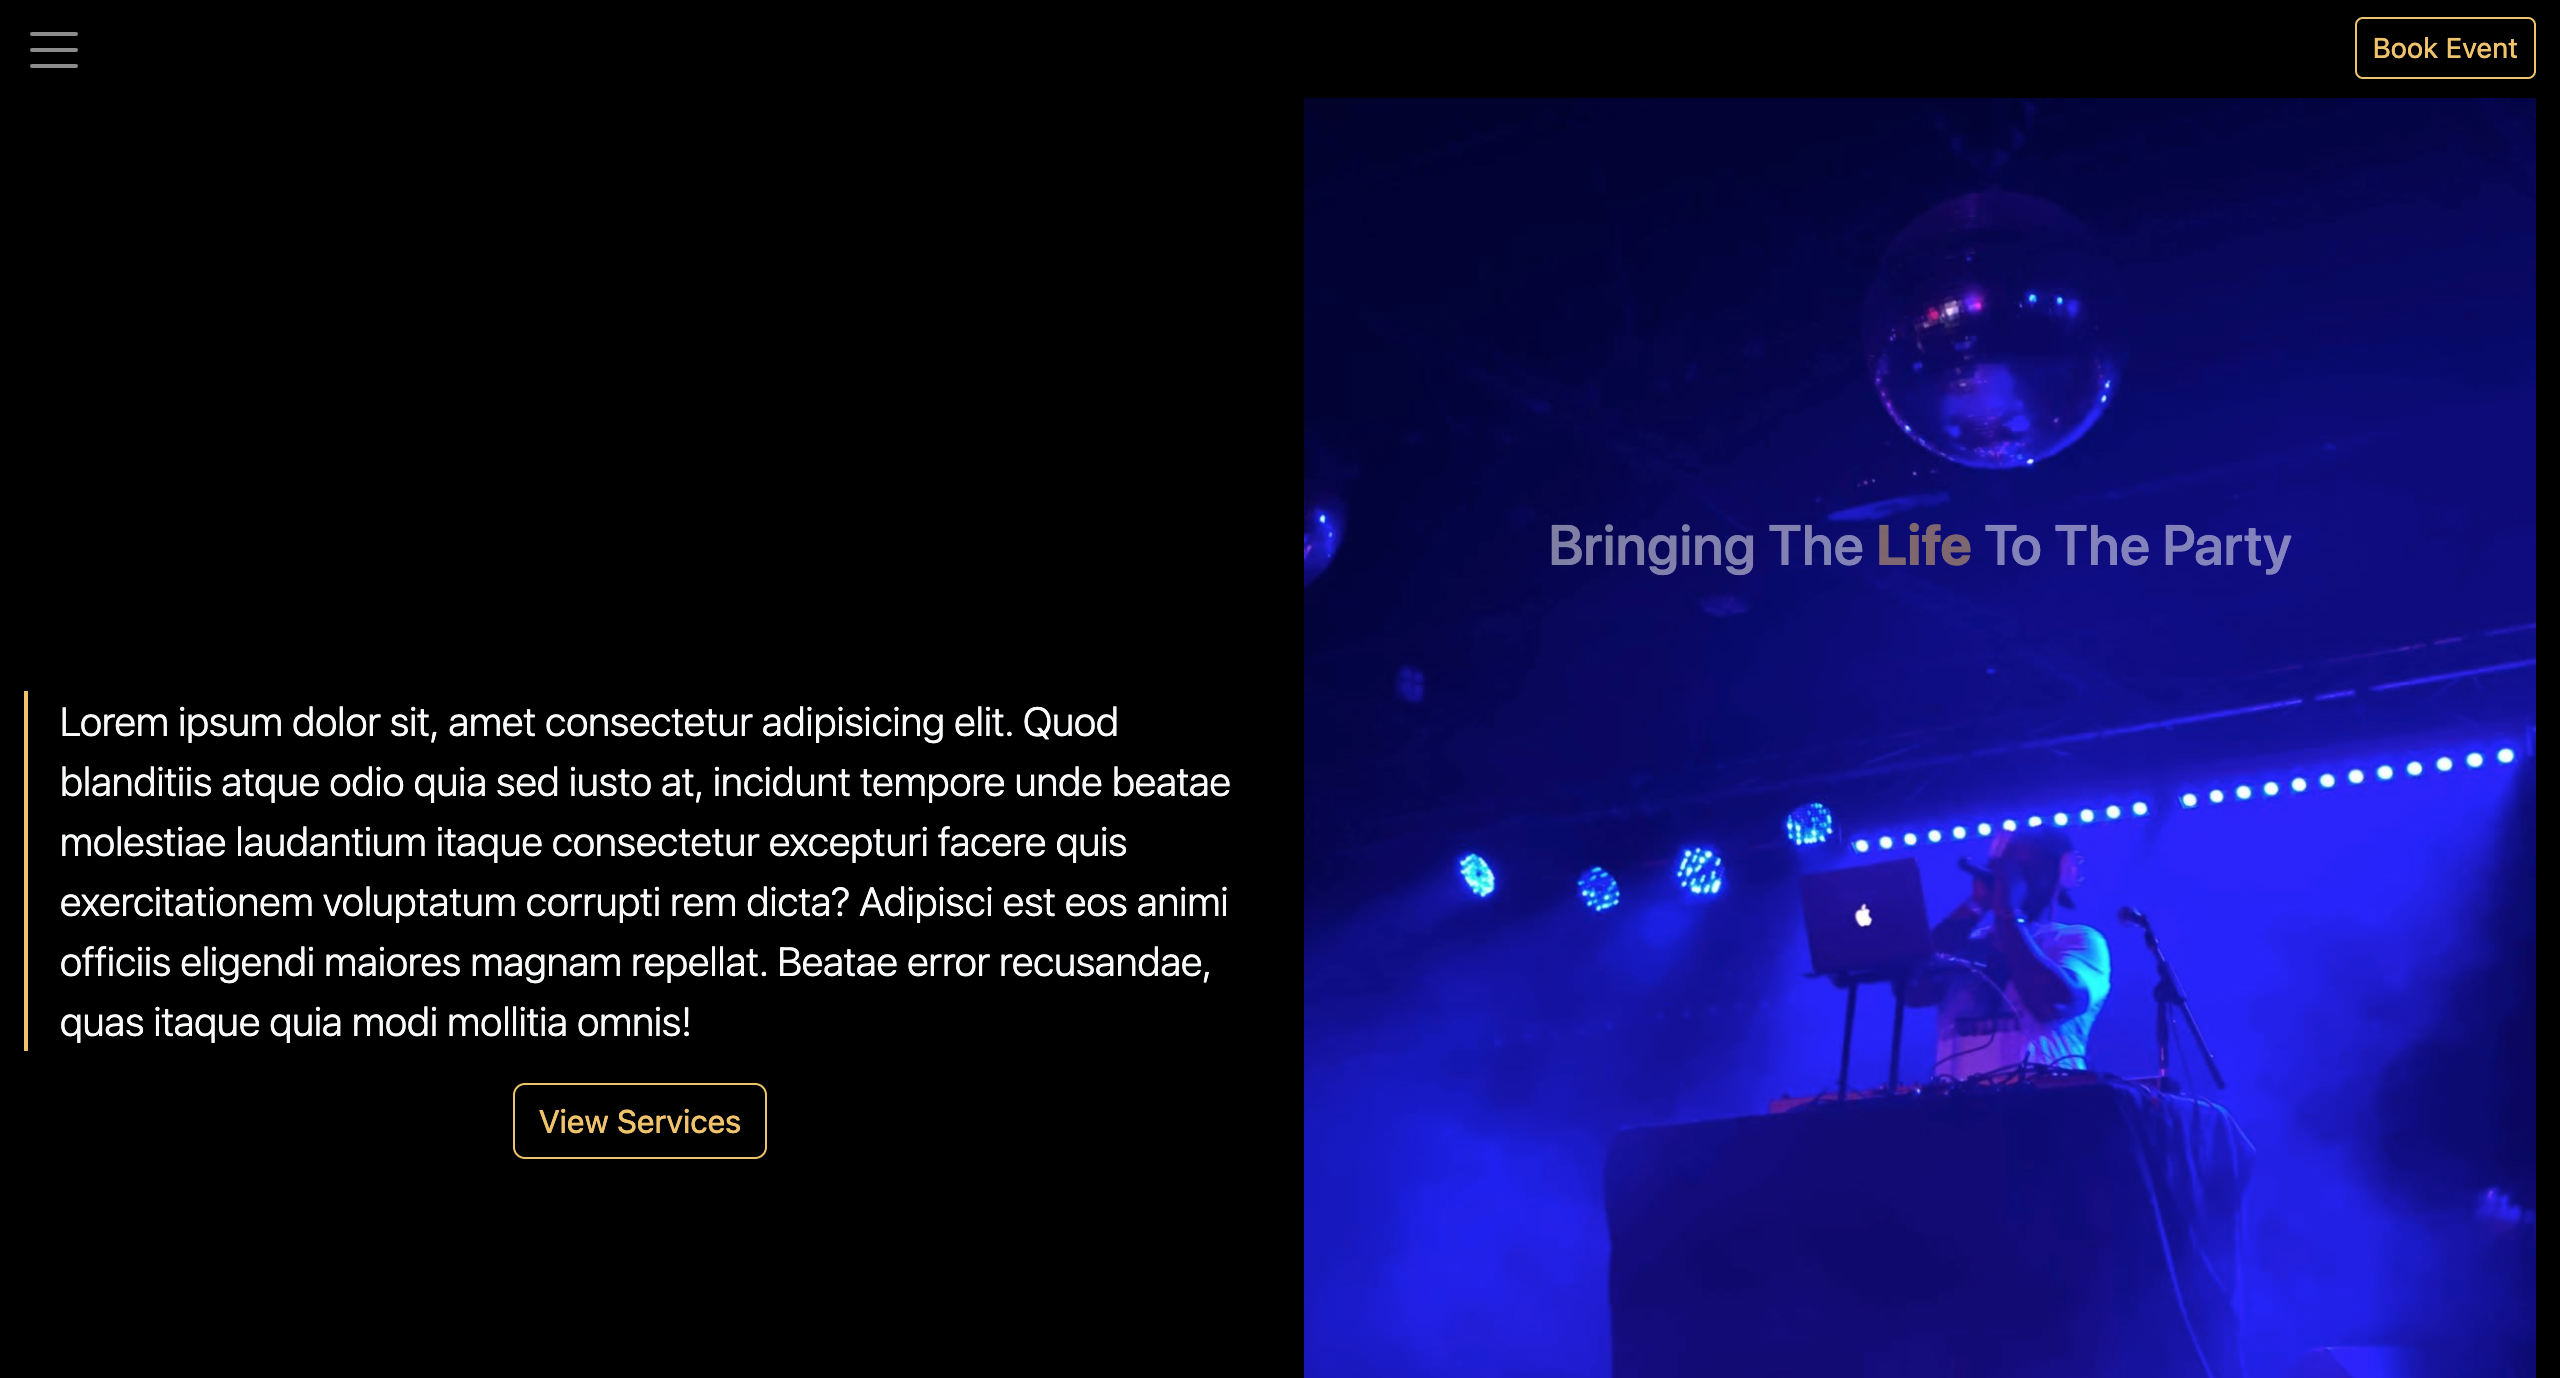 Book Event
Bringing The Life To The Party
Lorem ipsum dolor sit, amet consectetur adipisicing elit. Quod
blanditiis atque odio quia sed iusto at, incidunt tempore unde beatae
molestiae laudantium itaque consectetur excepturi facere quis
exercitationem voluptatum corrupti rem dicta? Adipisci est eos animi
officiis eligendi maiores magnam repellat. Beatae error recusandae,
quas itaque quia modi mollitia omnis!
View Services